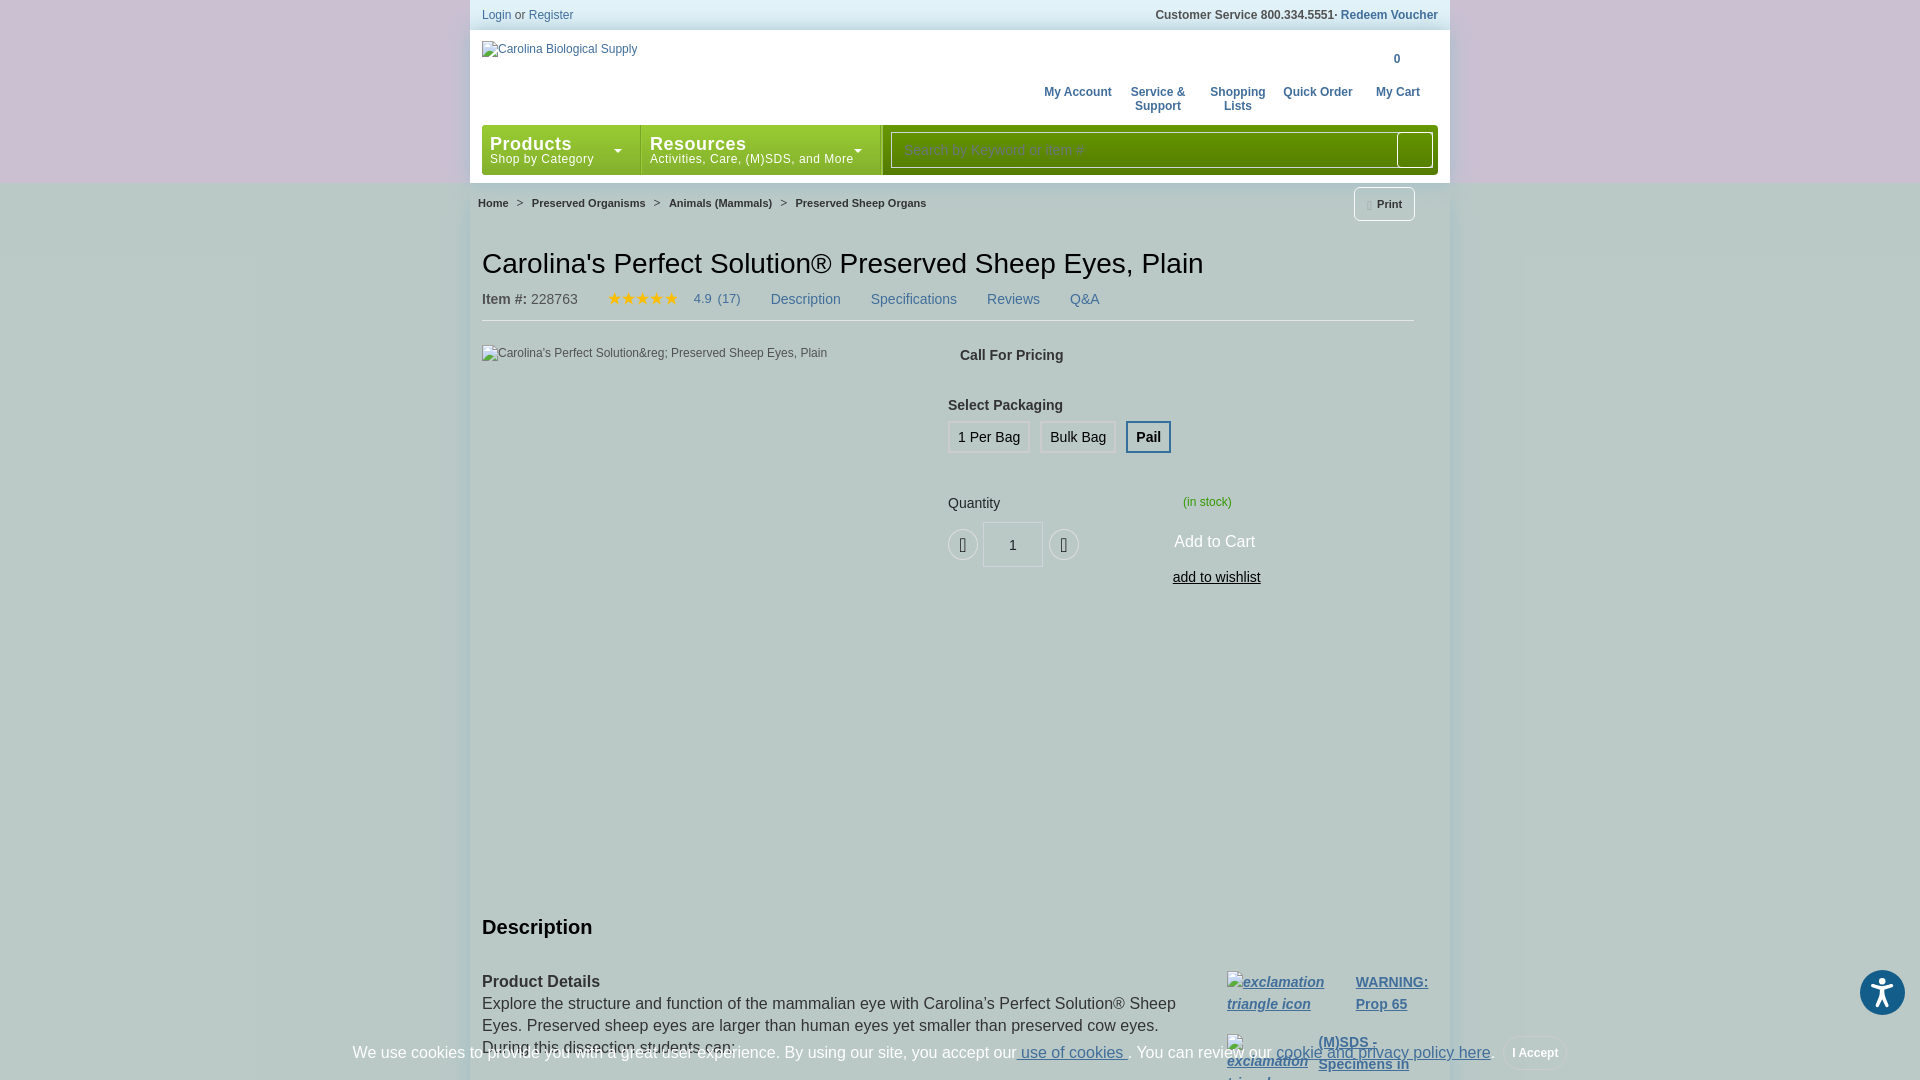 Login or Register
Customer Service 800.334.5551· Redeem Voucher
Carolina Biological Supply
0
My Account
Service & Support
Shopping Lists
Quick Order
My Cart
Products
Shop by Category
Resources
Activities, Care, (M)SDS, and More
Search by Keyword or Item #
Home > Preserved Organisms > Animals (Mammals) > Preserved Sheep Organs
Print
Carolina's Perfect Solution® Preserved Sheep Eyes, Plain
Item #: 228763
★★★★★ 4.9 (17)
Description
Specifications
Reviews
Q&A
Carolina's Perfect Solution&reg; Preserved Sheep Eyes, Plain
Call For Pricing
Select Packaging
1 Per Bag
Bulk Bag
Pail
Quantity
(in stock)
1
Add to Cart
add to wishlist
Description
Product Details
Explore the structure and function of the mammalian eye with Carolina’s Perfect Solution® Sheep
Eyes. Preserved sheep eyes are larger than human eyes yet smaller than preserved cow eyes.
During this dissection students can:
exclamation
triangle icon
WARNING:
Prop 65
exclamation
(M)SDS -
Specimens in
We use cookies to provide you with a great user experience. By using our site, you accept our use of cookies . You can review our cookie and privacy policy here.
I Accept